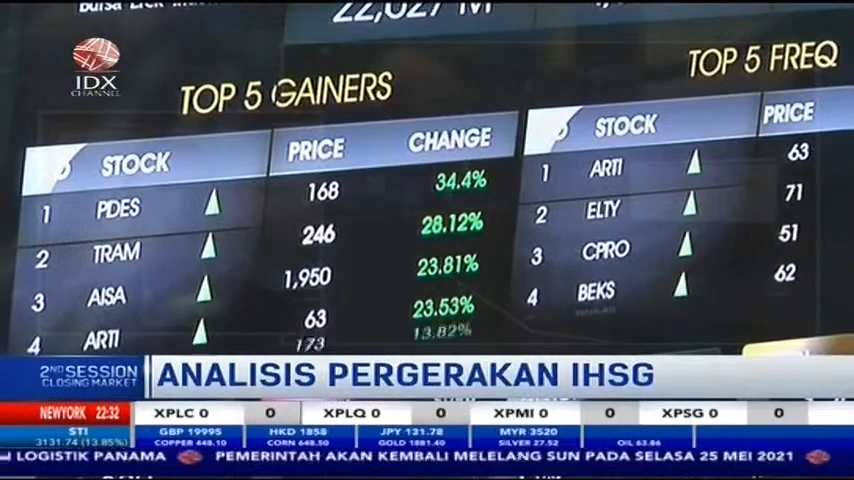 22,627 M
IDX
CHANNEL
TOP 5 GAINERS
STOCK PRICE CHANGE
1 PDES 168 34.4%
2 TRAM 246 28.12%
3 AISA 1,950 23.81%
4 ARTI 63 23.53%
173 13.82%
TOP 5 FREQ
STOCK PRICE
1 ARTI 63
2 ELTY 71
3 CPRO 51
4 BEKS 62
2ND SESSION
CLOSING MARKET
ANALISIS PERGERAKAN IHSG
NEWYORK 22:32
XPLC 0 0 XPLQ 0 0 XPMI 0 0 XPSG 0 0
STI
3131.74 (13.85%)
GBP 19995 HKD 1858 JPY 131.78 MYR 3520
COPPER 448.10 CORN 648.50 GOLD 1881.40 SILVER 27.52 OIL 63.86
LOGISTIK PANAMA PEMERINTAH AKAN KEMBALI MELELANG SUN PADA SELASA 25 MEI 2021